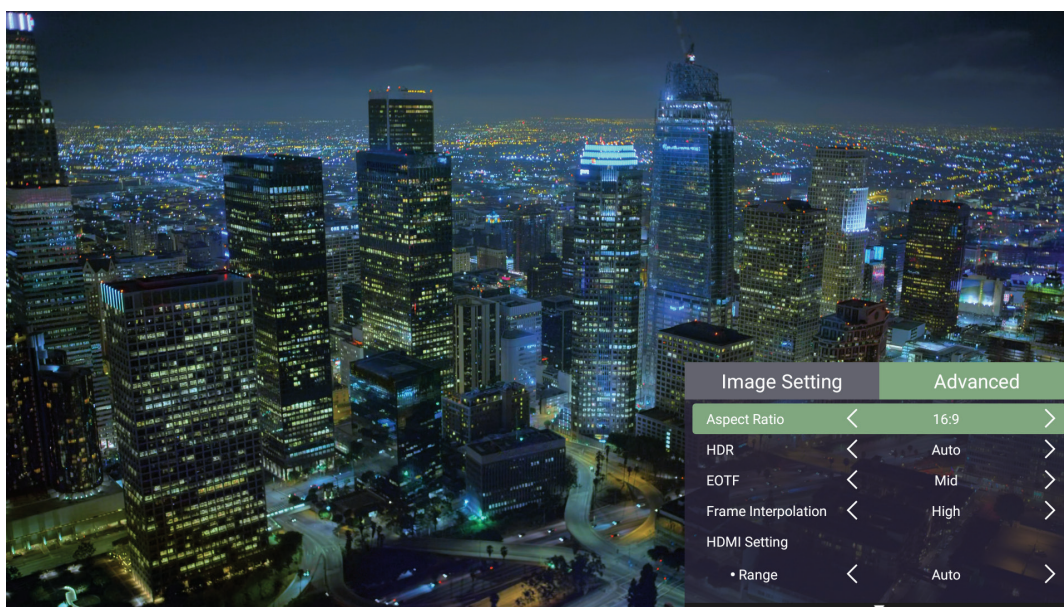 Image Setting Advanced
Aspect Ratio 16:9
HDR Auto
EOTF Mid
Frame Interpolation High
HDMI Setting
• Range Auto